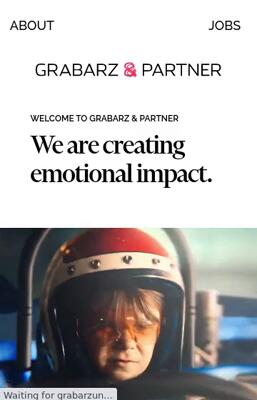 ABOUT JOBS
GRABARZ & PARTNER
WELCOME TO GRABARZ & PARTNER
We are creating
emotional impact.
Waiting for grabarzun...